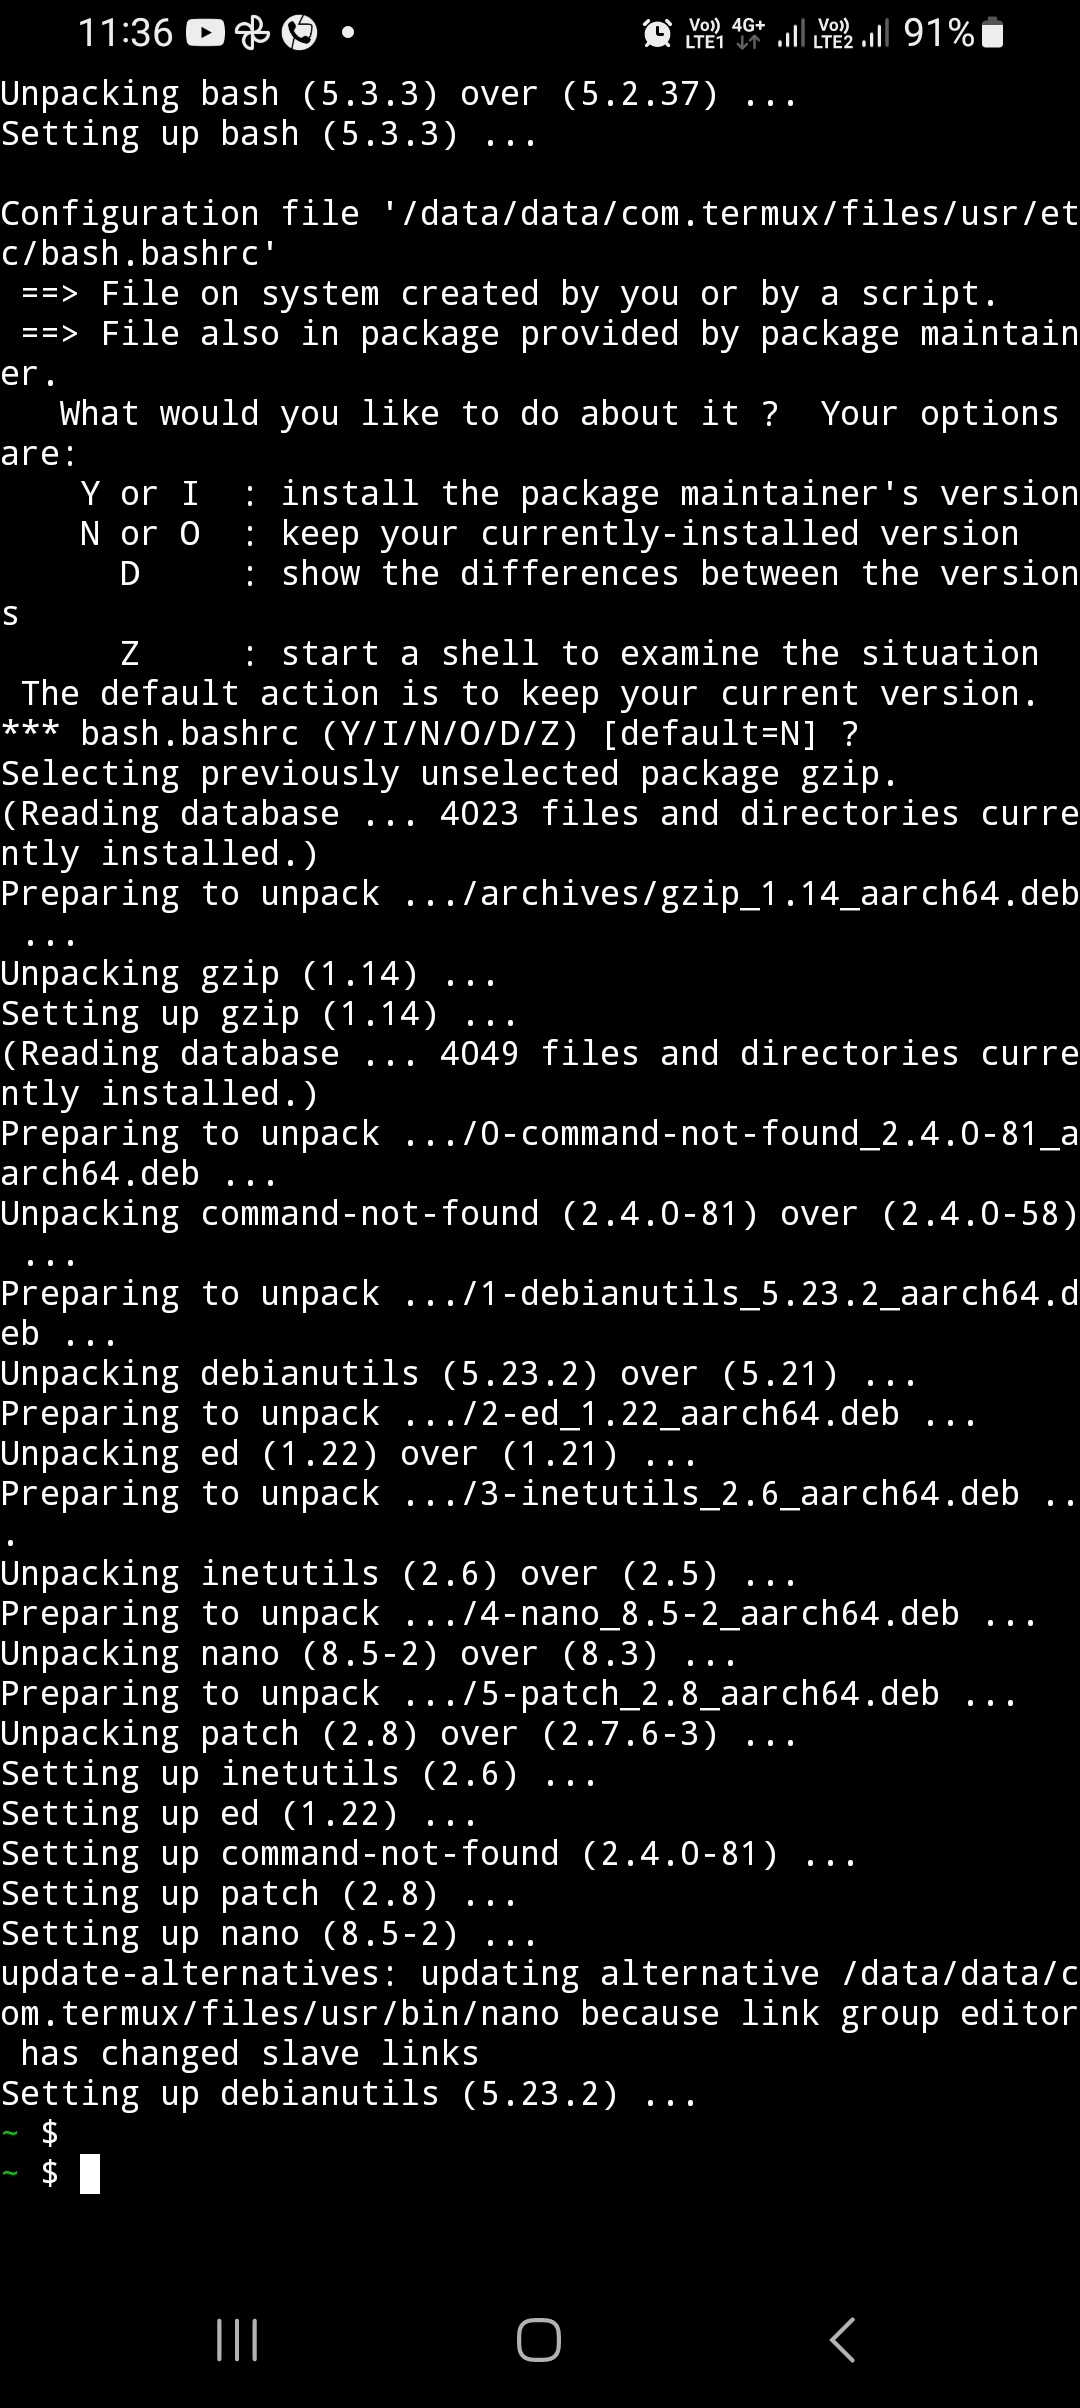 11:36 Vo)) LTE1 4G+ Vo)) LTE2 91%
Unpacking bash (5.3.3) over (5.2.37) ...
Setting up bash (5.3.3) ...
Configuration file '/data/data/com.termux/files/usr/et
c/bash.bashrc'
 ==> File on system created by you or by a script.
 ==> File also in package provided by package maintain
er.
   What would you like to do about it ?  Your options
are:
    Y or I  : install the package maintainer's version
    N or O  : keep your currently-installed version
      D     : show the differences between the version
s
      Z     : start a shell to examine the situation
 The default action is to keep your current version.
*** bash.bashrc (Y/I/N/O/D/Z) [default=N] ?
Selecting previously unselected package gzip.
(Reading database ... 4023 files and directories curre
ntly installed.)
Preparing to unpack .../archives/gzip_1.14_aarch64.deb
 ...
Unpacking gzip (1.14) ...
Setting up gzip (1.14) ...
(Reading database ... 4049 files and directories curre
ntly installed.)
Preparing to unpack .../0-command-not-found_2.4.0-81_a
arch64.deb ...
Unpacking command-not-found (2.4.0-81) over (2.4.0-58)
 ...
Preparing to unpack .../1-debianutils_5.23.2_aarch64.d
eb ...
Unpacking debianutils (5.23.2) over (5.21) ...
Preparing to unpack .../2-ed_1.22_aarch64.deb ...
Unpacking ed (1.22) over (1.21) ...
Preparing to unpack .../3-inetutils_2.6_aarch64.deb ..
.
Unpacking inetutils (2.6) over (2.5) ...
Preparing to unpack .../4-nano_8.5-2_aarch64.deb ...
Unpacking nano (8.5-2) over (8.3) ...
Preparing to unpack .../5-patch_2.8_aarch64.deb ...
Unpacking patch (2.8) over (2.7.6-3) ...
Setting up inetutils (2.6) ...
Setting up ed (1.22) ...
Setting up command-not-found (2.4.0-81) ...
Setting up patch (2.8) ...
Setting up nano (8.5-2) ...
update-alternatives: updating alternative /data/data/c
om.termux/files/usr/bin/nano because link group editor
 has changed slave links
Setting up debianutils (5.23.2) ...
~ $
~ $